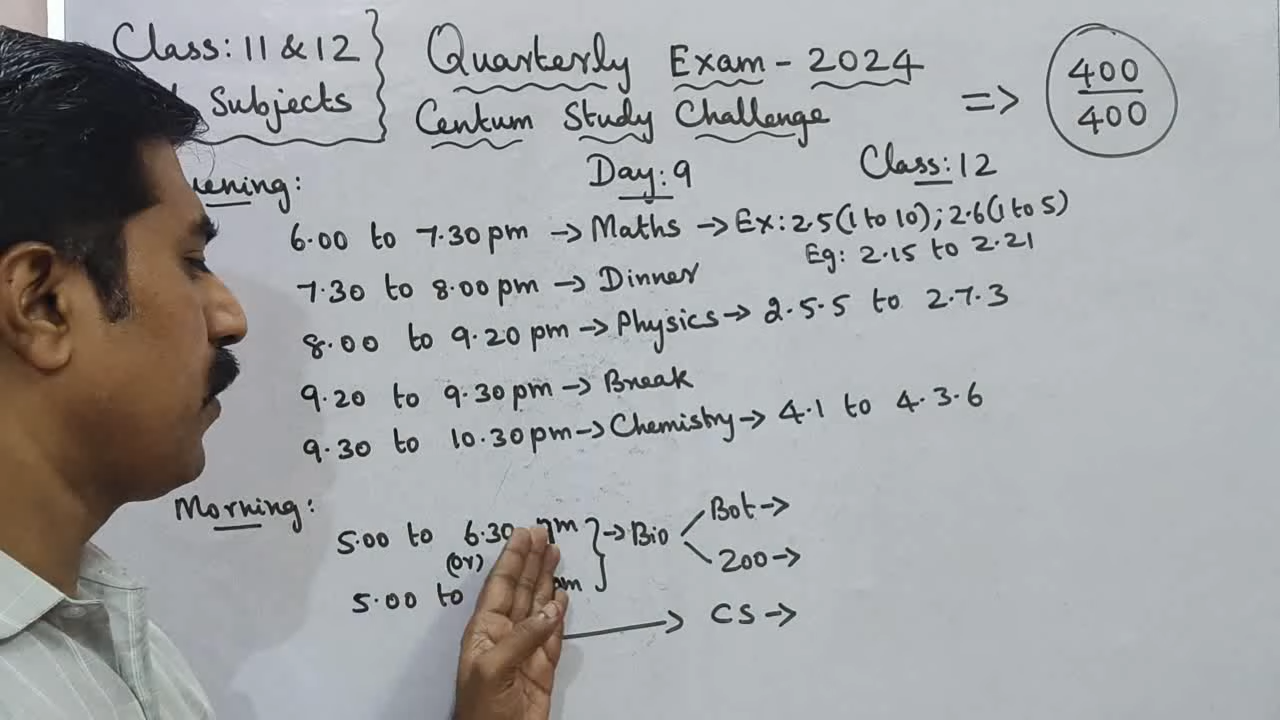 Class: 11 & 12
Subjects
Quarterly Exam - 2024
Centum Study Challenge
=> 400/400
Day: 9
Class: 12
6.00 to 7.30 pm -> Maths -> Ex: 2.5 (1 to 10); 2.6 (1 to 5)
Eg: 2.15 to 2.21
7.30 to 8.00 pm -> Dinner
8.00 to 9.20 pm -> Physics -> 2.5.5 to 2.7.3
9.20 to 9.30 pm -> Break
9.30 to 10.30 pm -> Chemistry -> 4.1 to 4.3.6
Morning:
5.00 to 6.30
(or)
5.00 to am
-> Bio
Bot ->
Zoo ->
-> CS ->